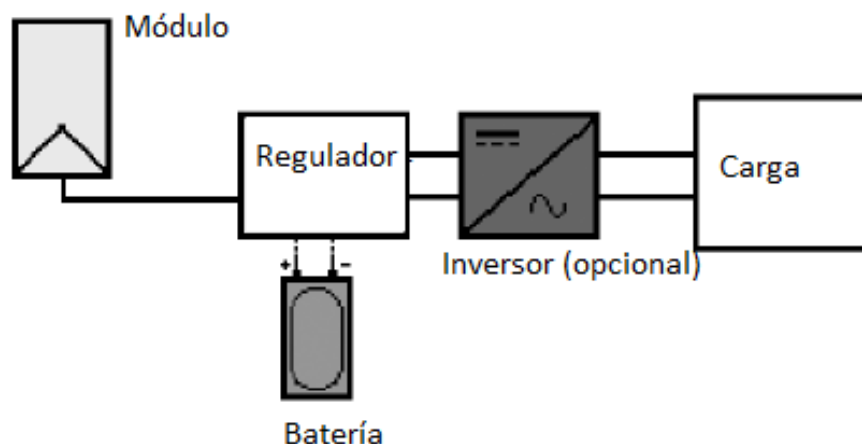 Módulo
Regulador
Carga
Inversor (opcional)
+ -
Batería